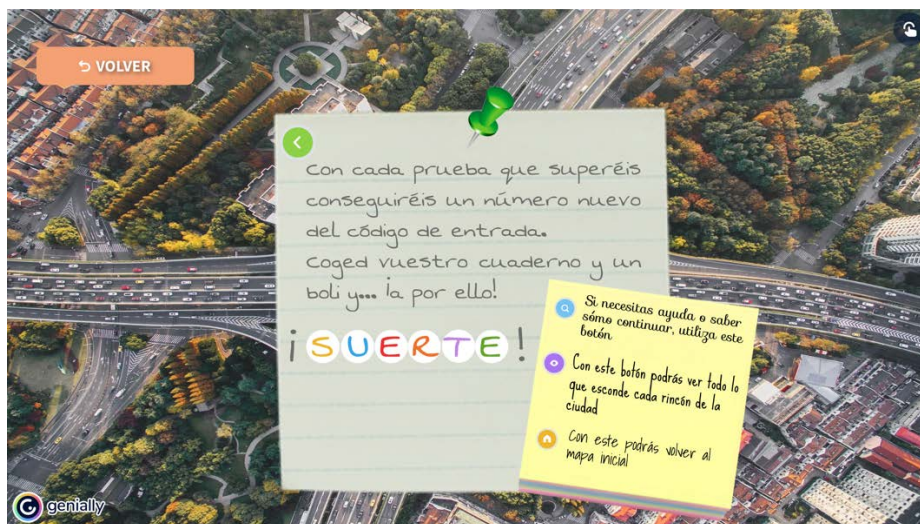 VOLVER
Con cada prueba que superéis
conseguiréis un número nuevo
del código de entrada.
Coged vuestro cuaderno y un
boli y... ¡a por ello!
¡SUERTE!
Si necesitas ayuda o saber
sómo continuar, utiliza este
botón
Con este botón podrás ver todo lo
que esconde cada rincón de la
ciudad
Con este podrás volver al
mapa inicial
genially